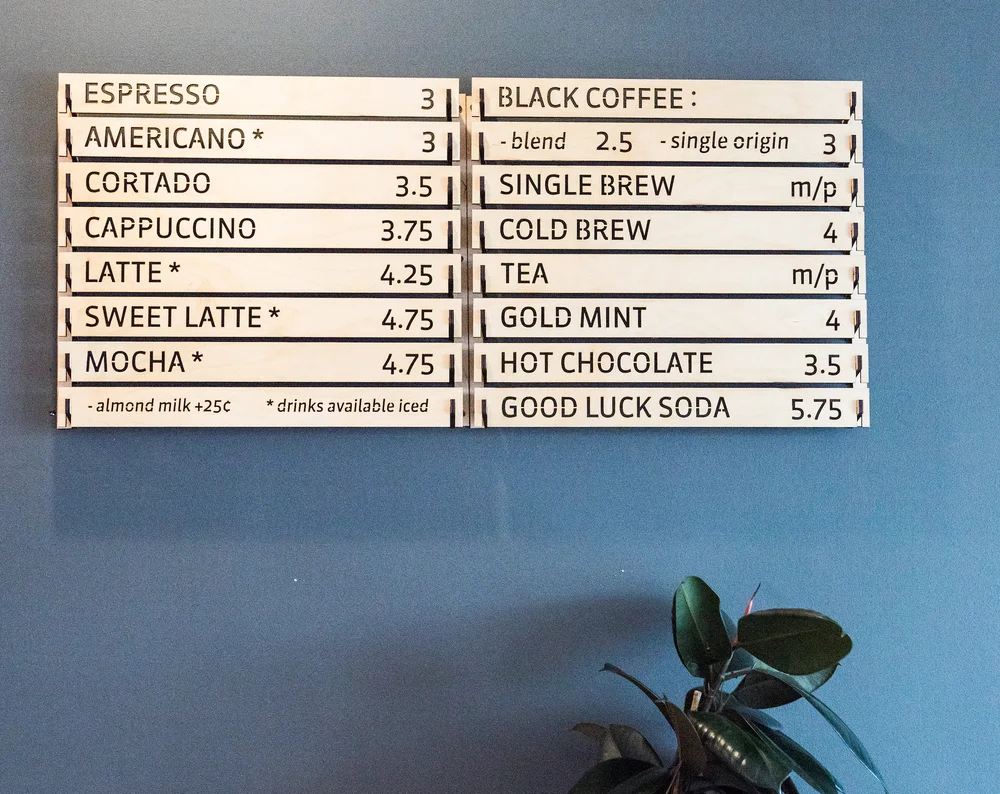 ESPRESSO 3
AMERICANO * 3
CORTADO 3.5
CAPPUCCINO 3.75
LATTE * 4.25
SWEET LATTE * 4.75
MOCHA * 4.75
- almond milk +25¢ * drinks available iced
BLACK COFFEE :
- blend 2.5 - single origin 3
SINGLE BREW m/p
COLD BREW 4
TEA m/p
GOLD MINT 4
HOT CHOCOLATE 3.5
GOOD LUCK SODA 5.75